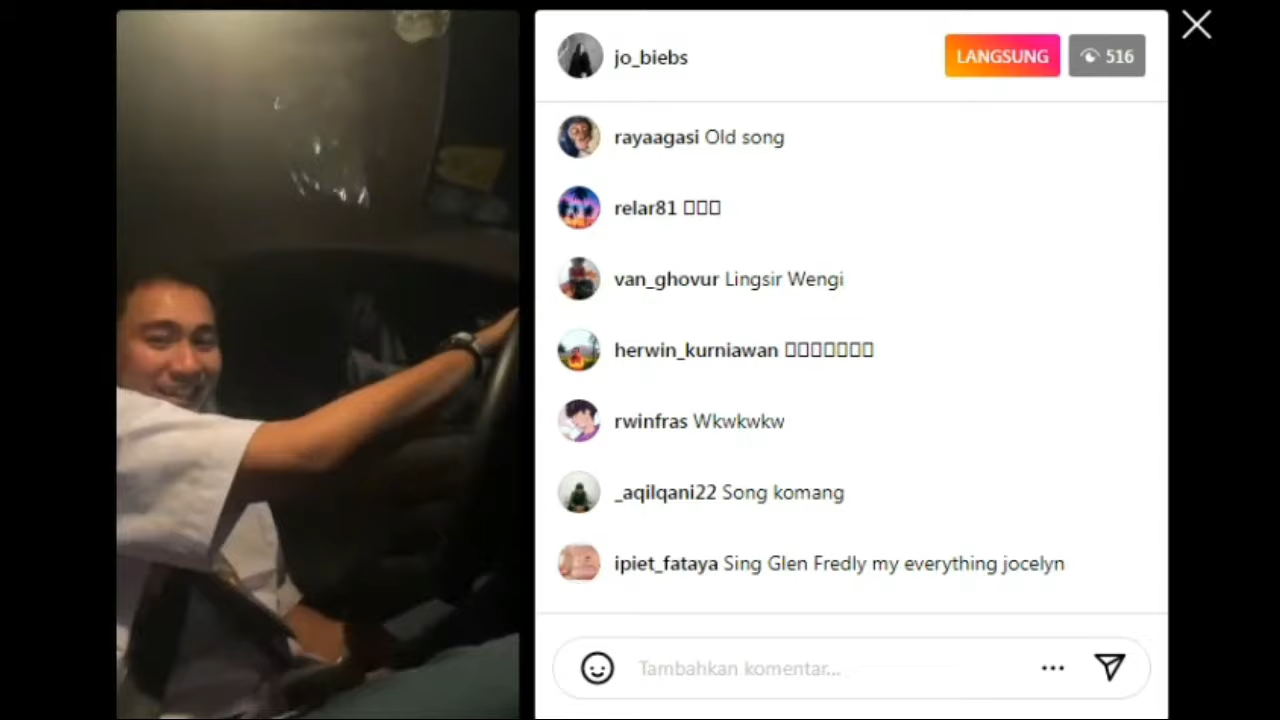 jo_biebs
LANGSUNG
516
rayaagasi Old song
relar81 □□□
van_ghovur Lingsir Wengi
herwin_kurniawan □□□□□□□
rwinfras Wkwkwkw
_aqilqani22 Song komang
ipiet_fataya Sing Glen Fredly my everything jocelyn
Tambahkan komentar...